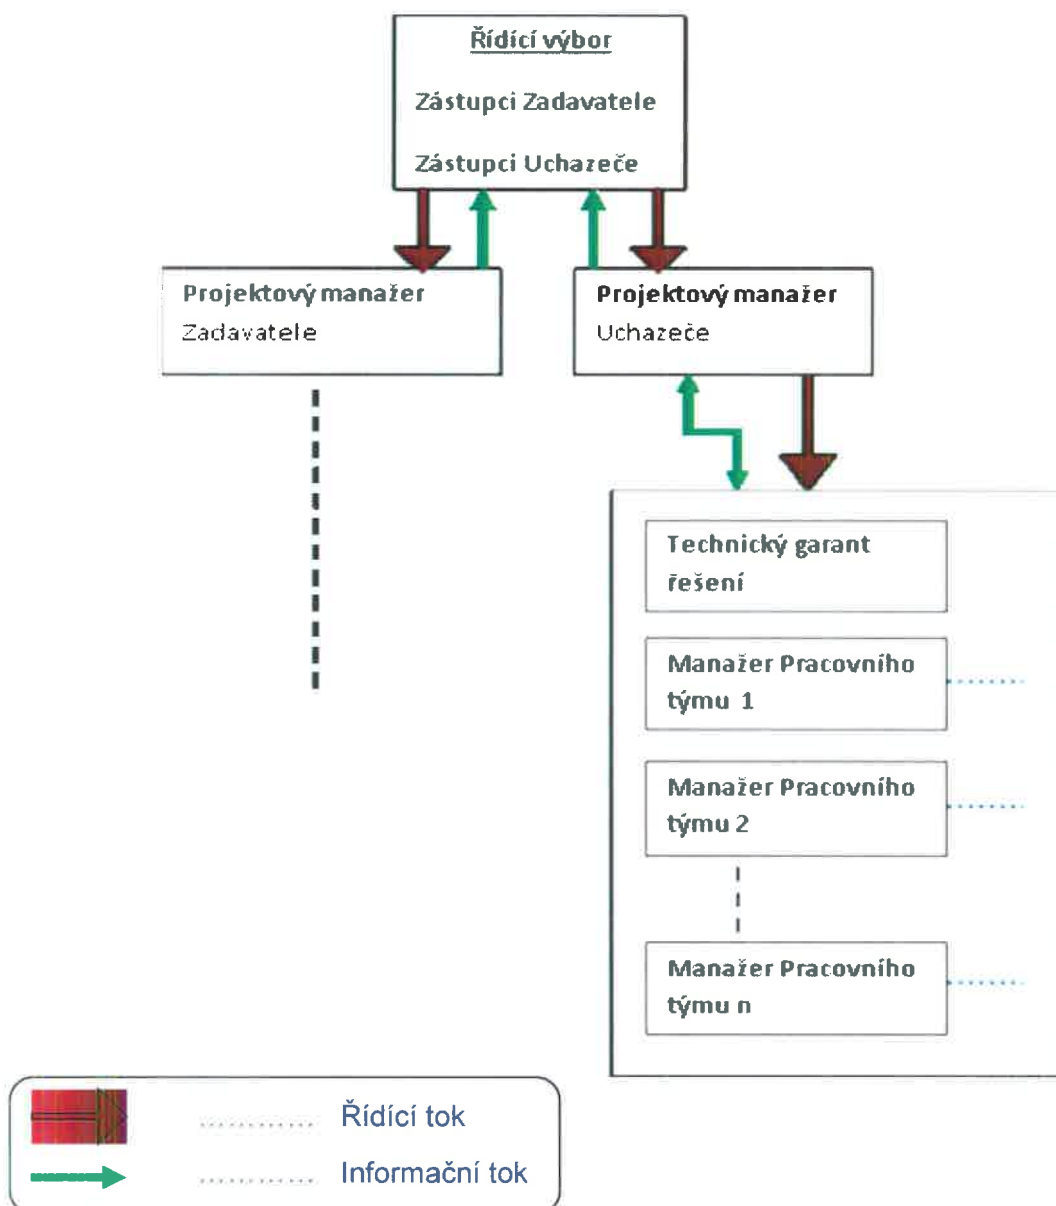 Řídící výbor
Zástupci Zadavatele
Zástupci Uchazeče
Projektový manažer
Zadavatele
Projektový manažer
Uchazeče
Technický garant
řešení
Manažer Pracovního
týmu 1
Manažer Pracovního
týmu 2
Manažer Pracovního
týmu n
Řídící tok
Informační tok